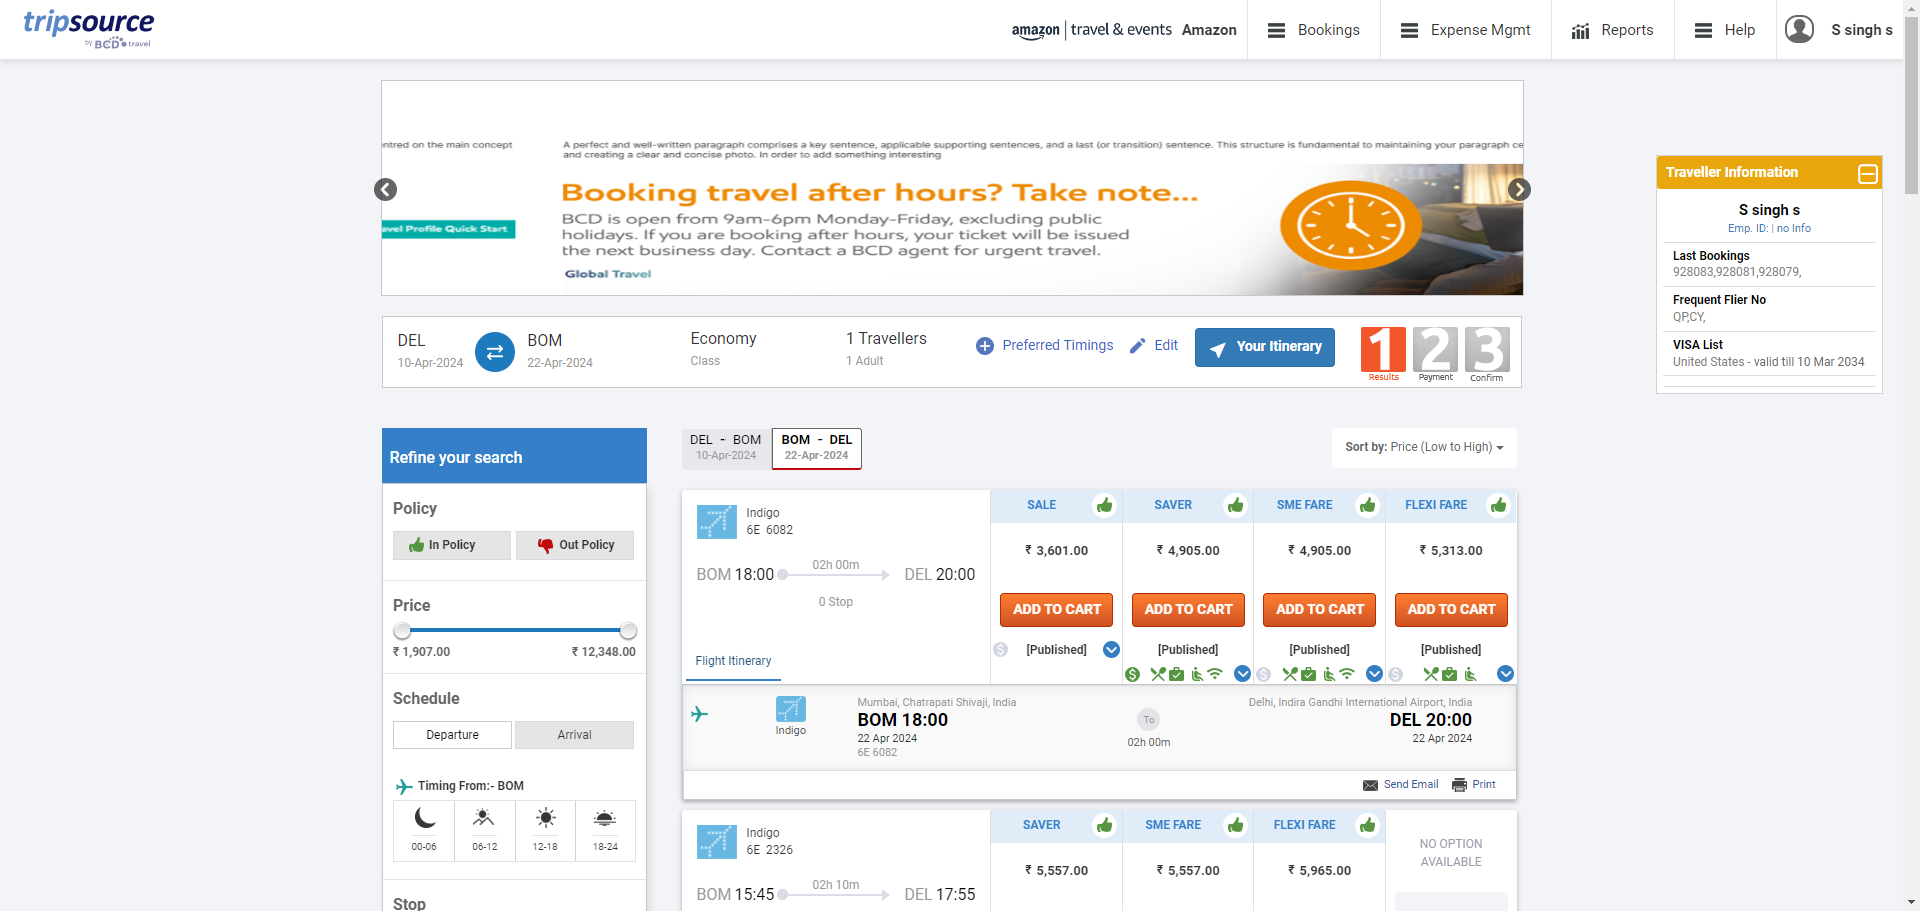 tripsource
by BCD travel
amazon | travel & events Amazon
Bookings
Expense Mgmt
Reports
Help
S singh s
ntred on the main concept
A perfect and well-written paragraph comprises a key sentence, applicable supporting sentences, and a last (or transition) sentence. This structure is fundamental to maintaining your paragraph ce
and creating a clear and concise photo. In order to add something interesting
Booking travel after hours? Take note...
BCD is open from 9am-6pm Monday-Friday, excluding public
holidays. If you are booking after hours, your ticket will be issued
the next business day. Contact a BCD agent for urgent travel.
avel Profile Quick Start
Global Travel
Traveller Information
S singh s
Emp. ID: | no Info
Last Bookings
928083,928081,928079,
Frequent Flier No
QP,CY,
VISA List
United States - valid till 10 Mar 2034
DEL
10-Apr-2024
BOM
22-Apr-2024
Economy
Class
1 Travellers
1 Adult
Preferred Timings
Edit
Your Itinerary
1
Results
2
Payment
3
Confirm
Refine your search
Policy
In Policy
Out Policy
Price
₹ 1,907.00
₹ 12,348.00
Schedule
Departure
Arrival
Timing From:- BOM
00-06
06-12
12-18
18-24
Stop
DEL - BOM
10-Apr-2024
BOM - DEL
22-Apr-2024
Sort by: Price (Low to High)
Indigo
6E 6082
BOM 18:00
02h 00m
DEL 20:00
0 Stop
Flight Itinerary
SALE
₹ 3,601.00
ADD TO CART
[Published]
SAVER
₹ 4,905.00
ADD TO CART
[Published]
SME FARE
₹ 4,905.00
ADD TO CART
[Published]
FLEXI FARE
₹ 5,313.00
ADD TO CART
[Published]
Indigo
Mumbai, Chatrapati Shivaji, India
BOM 18:00
22 Apr 2024
6E 6082
To
02h 00m
Delhi, Indira Gandhi International Airport, India
DEL 20:00
22 Apr 2024
Send Email
Print
Indigo
6E 2326
BOM 15:45
02h 10m
DEL 17:55
SAVER
₹ 5,557.00
SME FARE
₹ 5,557.00
FLEXI FARE
₹ 5,965.00
NO OPTION
AVAILABLE